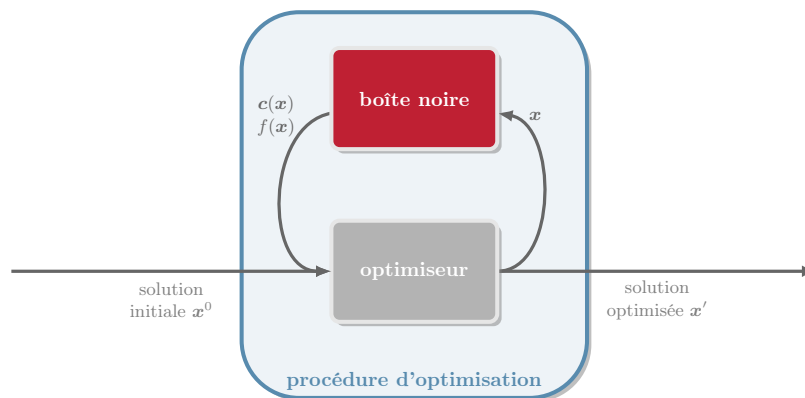 boîte noire
c(x)
f(x)
x
optimiseur
solution
initiale x⁰
solution
optimisée x′
procédure d'optimisation